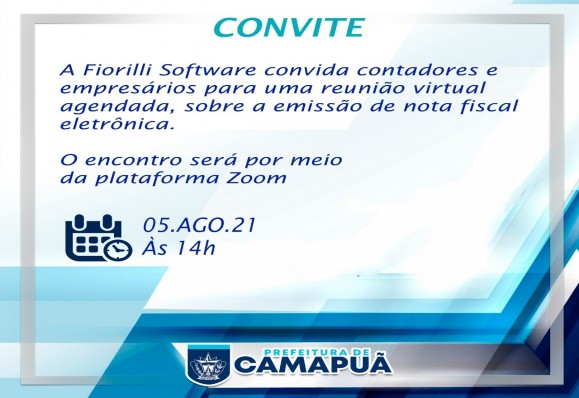 CONVITE
A Fiorilli Software convida contadores e
empresários para uma reunião virtual
agendada, sobre a emissão de nota fiscal
eletrônica.
O encontro será por meio
da plataforma Zoom
05.AGO.21
Às 14h
PREFEITURA DE
CAMAPUÃ